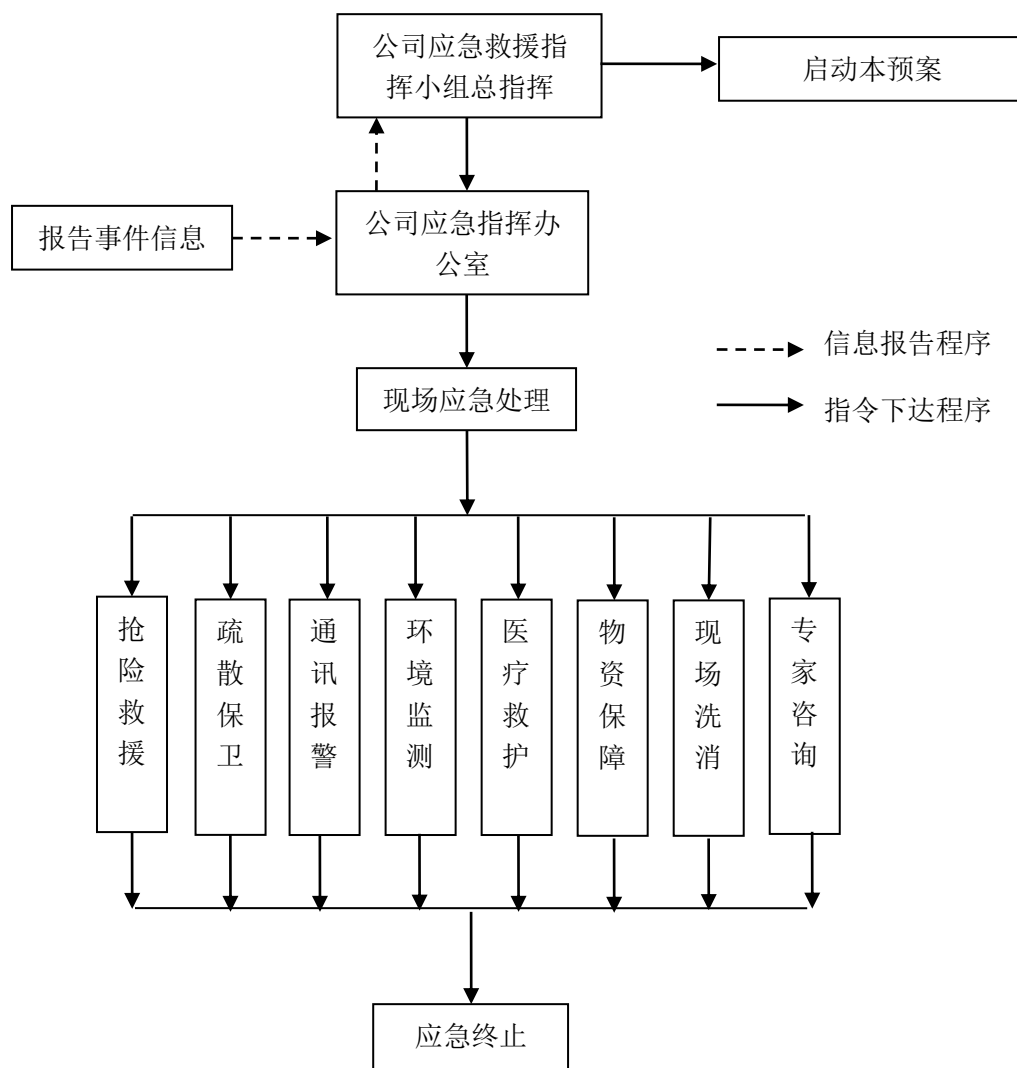 公司应急救援指
挥小组总指挥
启动本预案
报告事件信息
公司应急指挥办
公室
信息报告程序
现场应急处理
指令下达程序
抢险救援
疏散保卫
通讯报警
环境监测
医疗救护
物资保障
现场洗消
专家咨询
应急终止